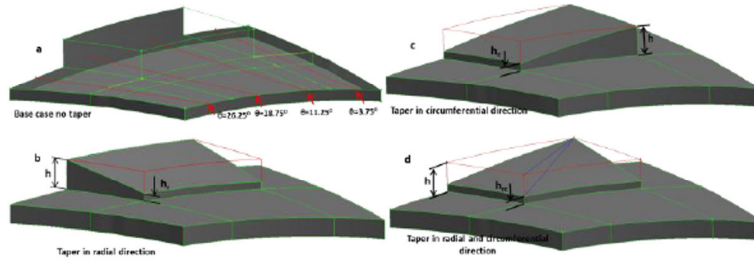 a
Base case no taper
θ=26.25°
θ=18.75°
θ=11.25°
θ=3.75°
c
h
Taper in circumferential direction
b
h
Taper in radial direction
d
h
Taper in radial and circumferential
direction